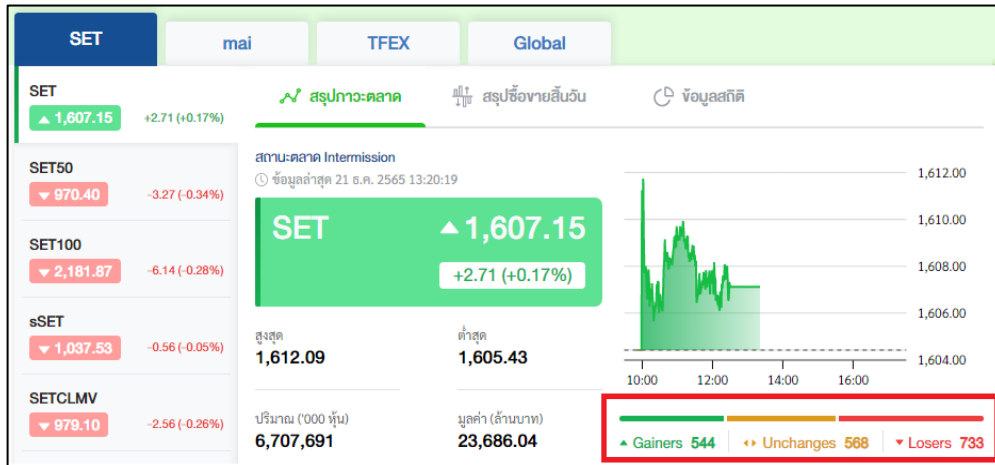 SET
mai
TFEX
Global
SET
▲ 1,607.15
+2.71 (+0.17%)
SET50
▼ 970.40
-3.27 (-0.34%)
SET100
▼ 2,181.87
-6.14 (-0.28%)
sSET
▼ 1,037.53
-0.56 (-0.05%)
SETCLMV
▼ 979.10
-2.56 (-0.26%)
สรุปภาวะตลาด
สรุปซื้อขายสิ้นวัน
ข้อมูลสถิติ
สถานะตลาด Intermission
ข้อมูลล่าสุด 21 ธ.ค. 2565 13:20:19
SET
▲ 1,607.15
+2.71 (+0.17%)
สูงสุด
1,612.09
ต่ำสุด
1,605.43
ปริมาณ ('000 หุ้น)
6,707,691
มูลค่า (ล้านบาท)
23,686.04
1,612.00
1,610.00
1,608.00
1,606.00
1,604.00
10:00
12:00
14:00
16:00
▲ Gainers 544
Unchanges 568
▼ Losers 733